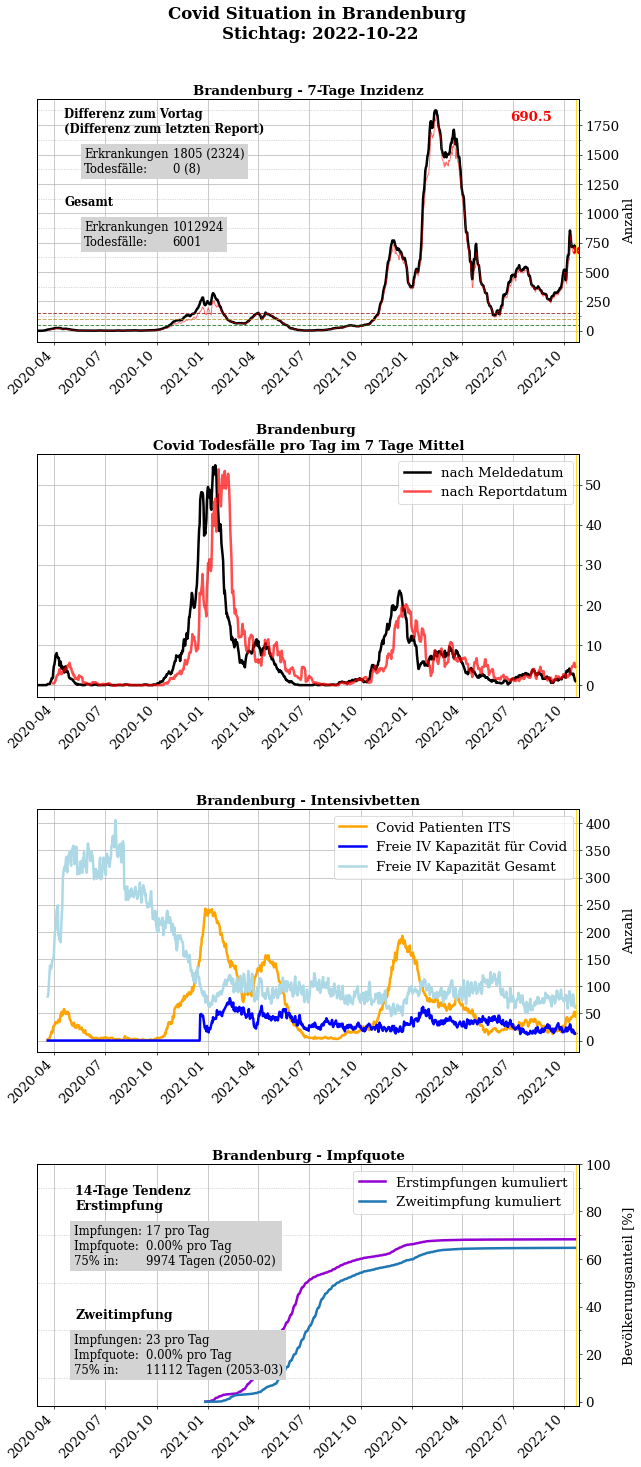 Covid Situation in Brandenburg
Stichtag: 2022-10-22
Brandenburg - 7-Tage Inzidenz
Differenz zum Vortag
(Differenz zum letzten Report)
Erkrankungen 1805 (2324)
Todesfälle: 0 (8)
Gesamt
Erkrankungen 1012924
Todesfälle: 6001
690.5
1750
1500
1250
1000
750
500
250
0
Anzahl
2020-04
2020-07
2020-10
2021-01
2021-04
2021-07
2021-10
2022-01
2022-04
2022-07
2022-10
Brandenburg
Covid Todesfälle pro Tag im 7 Tage Mittel
nach Meldedatum
nach Reportdatum
50
40
30
20
10
0
2020-04
2020-07
2020-10
2021-01
2021-04
2021-07
2021-10
2022-01
2022-04
2022-07
2022-10
Brandenburg - Intensivbetten
Covid Patienten ITS
Freie IV Kapazität für Covid
Freie IV Kapazität Gesamt
400
350
300
250
200
150
100
50
0
Anzahl
2020-04
2020-07
2020-10
2021-01
2021-04
2021-07
2021-10
2022-01
2022-04
2022-07
2022-10
Brandenburg - Impfquote
14-Tage Tendenz
Erstimpfung
Impfungen: 17 pro Tag
Impfquote: 0.00% pro Tag
75% in: 9974 Tagen (2050-02)
Zweitimpfung
Impfungen: 23 pro Tag
Impfquote: 0.00% pro Tag
75% in: 11112 Tagen (2053-03)
Erstimpfungen kumuliert
Zweitimpfung kumuliert
100
80
60
40
20
0
Bevölkerungsanteil [%]
2020-04
2020-07
2020-10
2021-01
2021-04
2021-07
2021-10
2022-01
2022-04
2022-07
2022-10